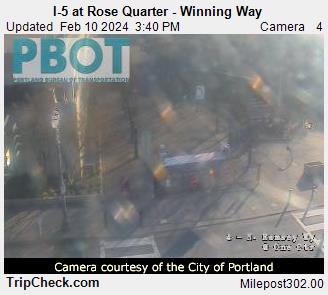 I-5 at Rose Quarter - Winning Way
Updated Feb 10 2024 3:40 PM Camera 4
PBOT
PORTLAND BUREAU OF TRANSPORTATION
Camera courtesy of the City of Portland
TripCheck.com Milepost302.00